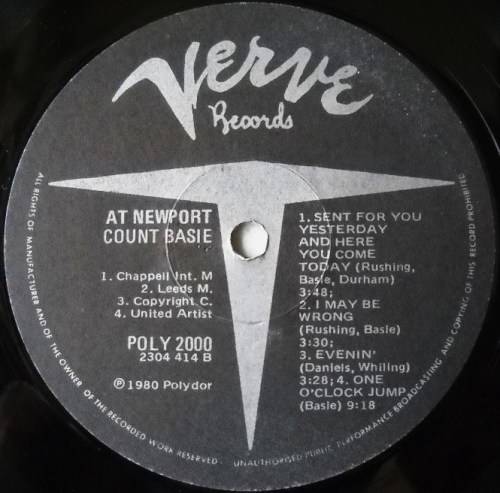 Verve
Records
AT NEWPORT
COUNT BASIE
1. Chappell Int. M
2. Leeds M.
3. Copyright C.
4. United Artist
POLY 2000
2304 414 B
℗ 1980 Polydor
1. SENT FOR YOU
YESTERDAY
AND HERE
YOU COME
TODAY (Rushing,
Basie, Durham)
3:48;
2. I MAY BE
WRONG
(Rushing, Basie)
3:30;
3. EVENIN'
(Daniels, Whiling)
3:28; 4. ONE
O'CLOCK JUMP
(Basie) 9:18
ALL RIGHTS OF MANUFACTURER AND OF THE OWNER OF THE RECORDED WORK RESERVED - UNAUTHORISED PUBLIC PERFORMANCE BROADCASTING AND COPYING OF THIS RECORD PROHIBITED